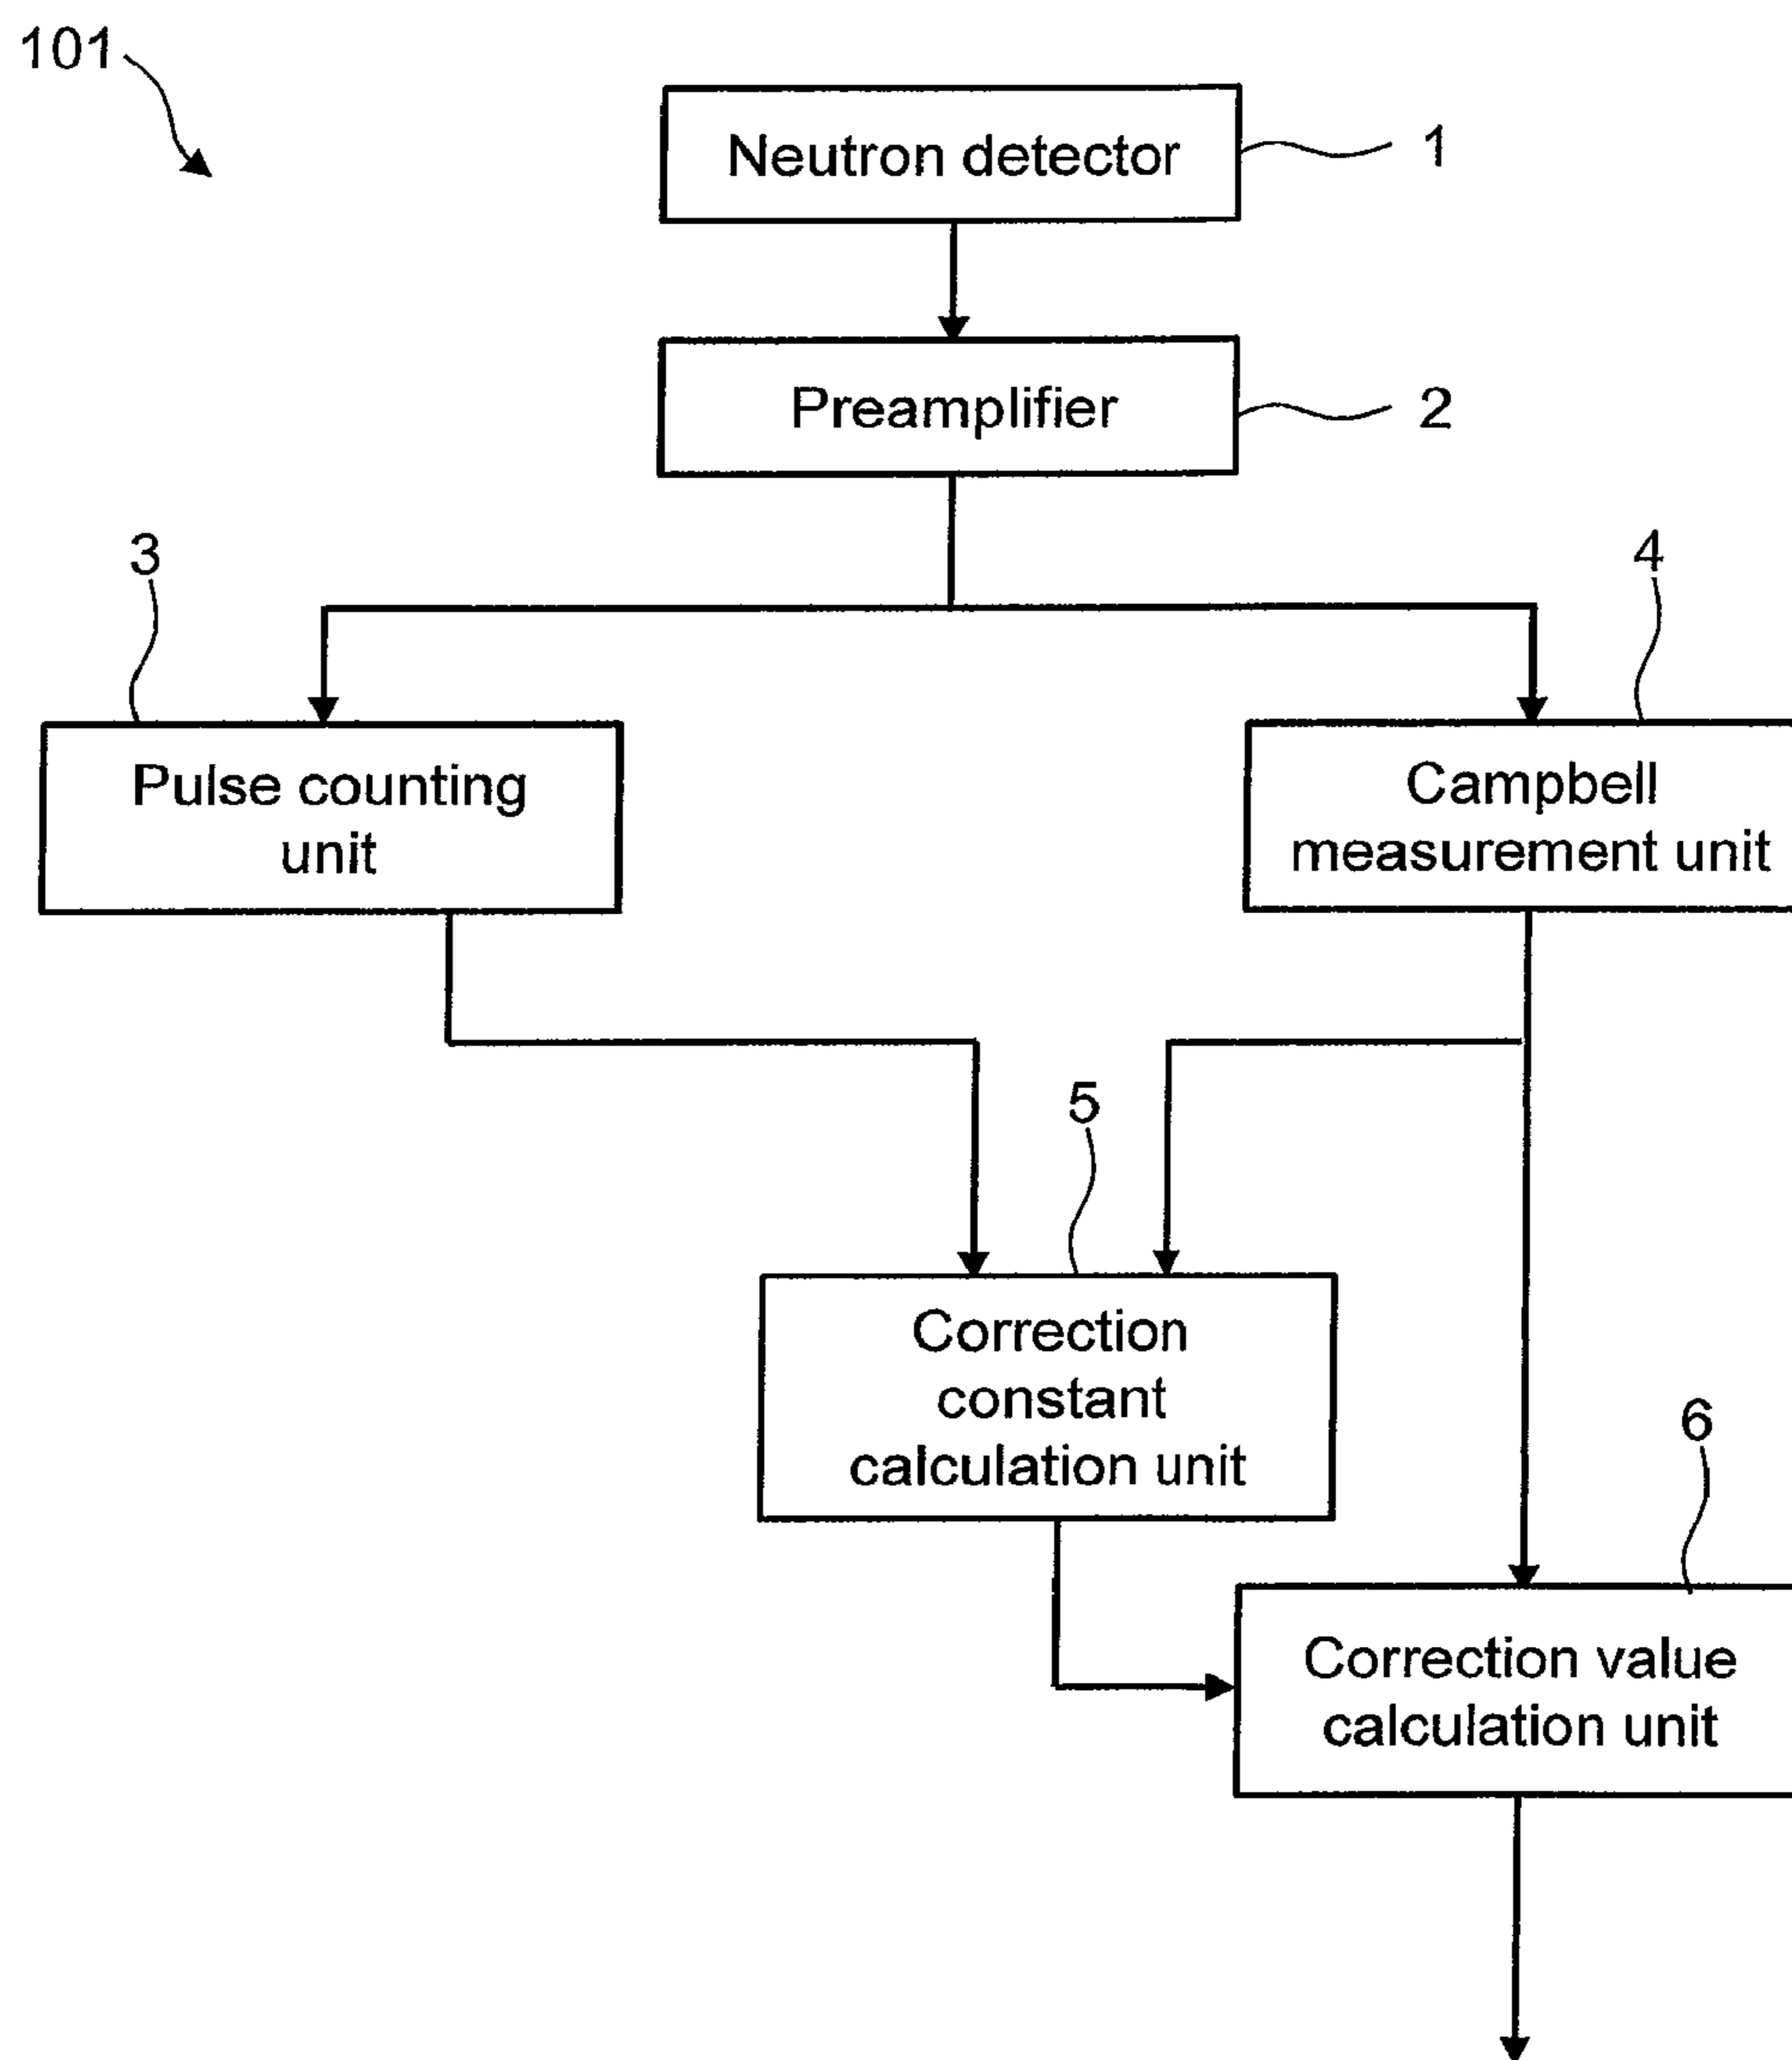 101
Neutron detector
1
Preamplifier
2
3
4
Pulse counting
unit
Campbell
measurement unit
5
Correction
constant
calculation unit
6
Correction value
calculation unit